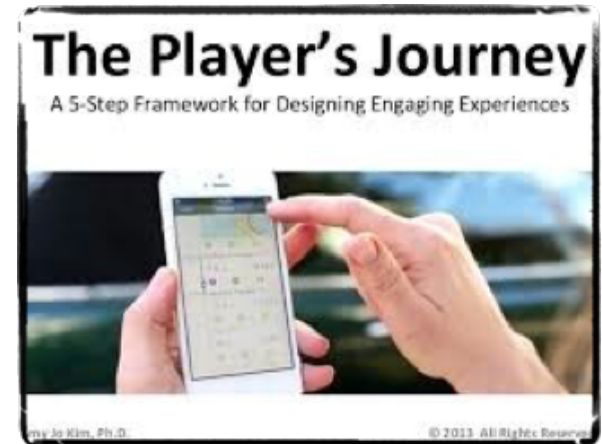 The Player's Journey
A 5-Step Framework for Designing Engaging Experiences
my Jo Kim, Ph.D.
© 2013 All Rights Reserve